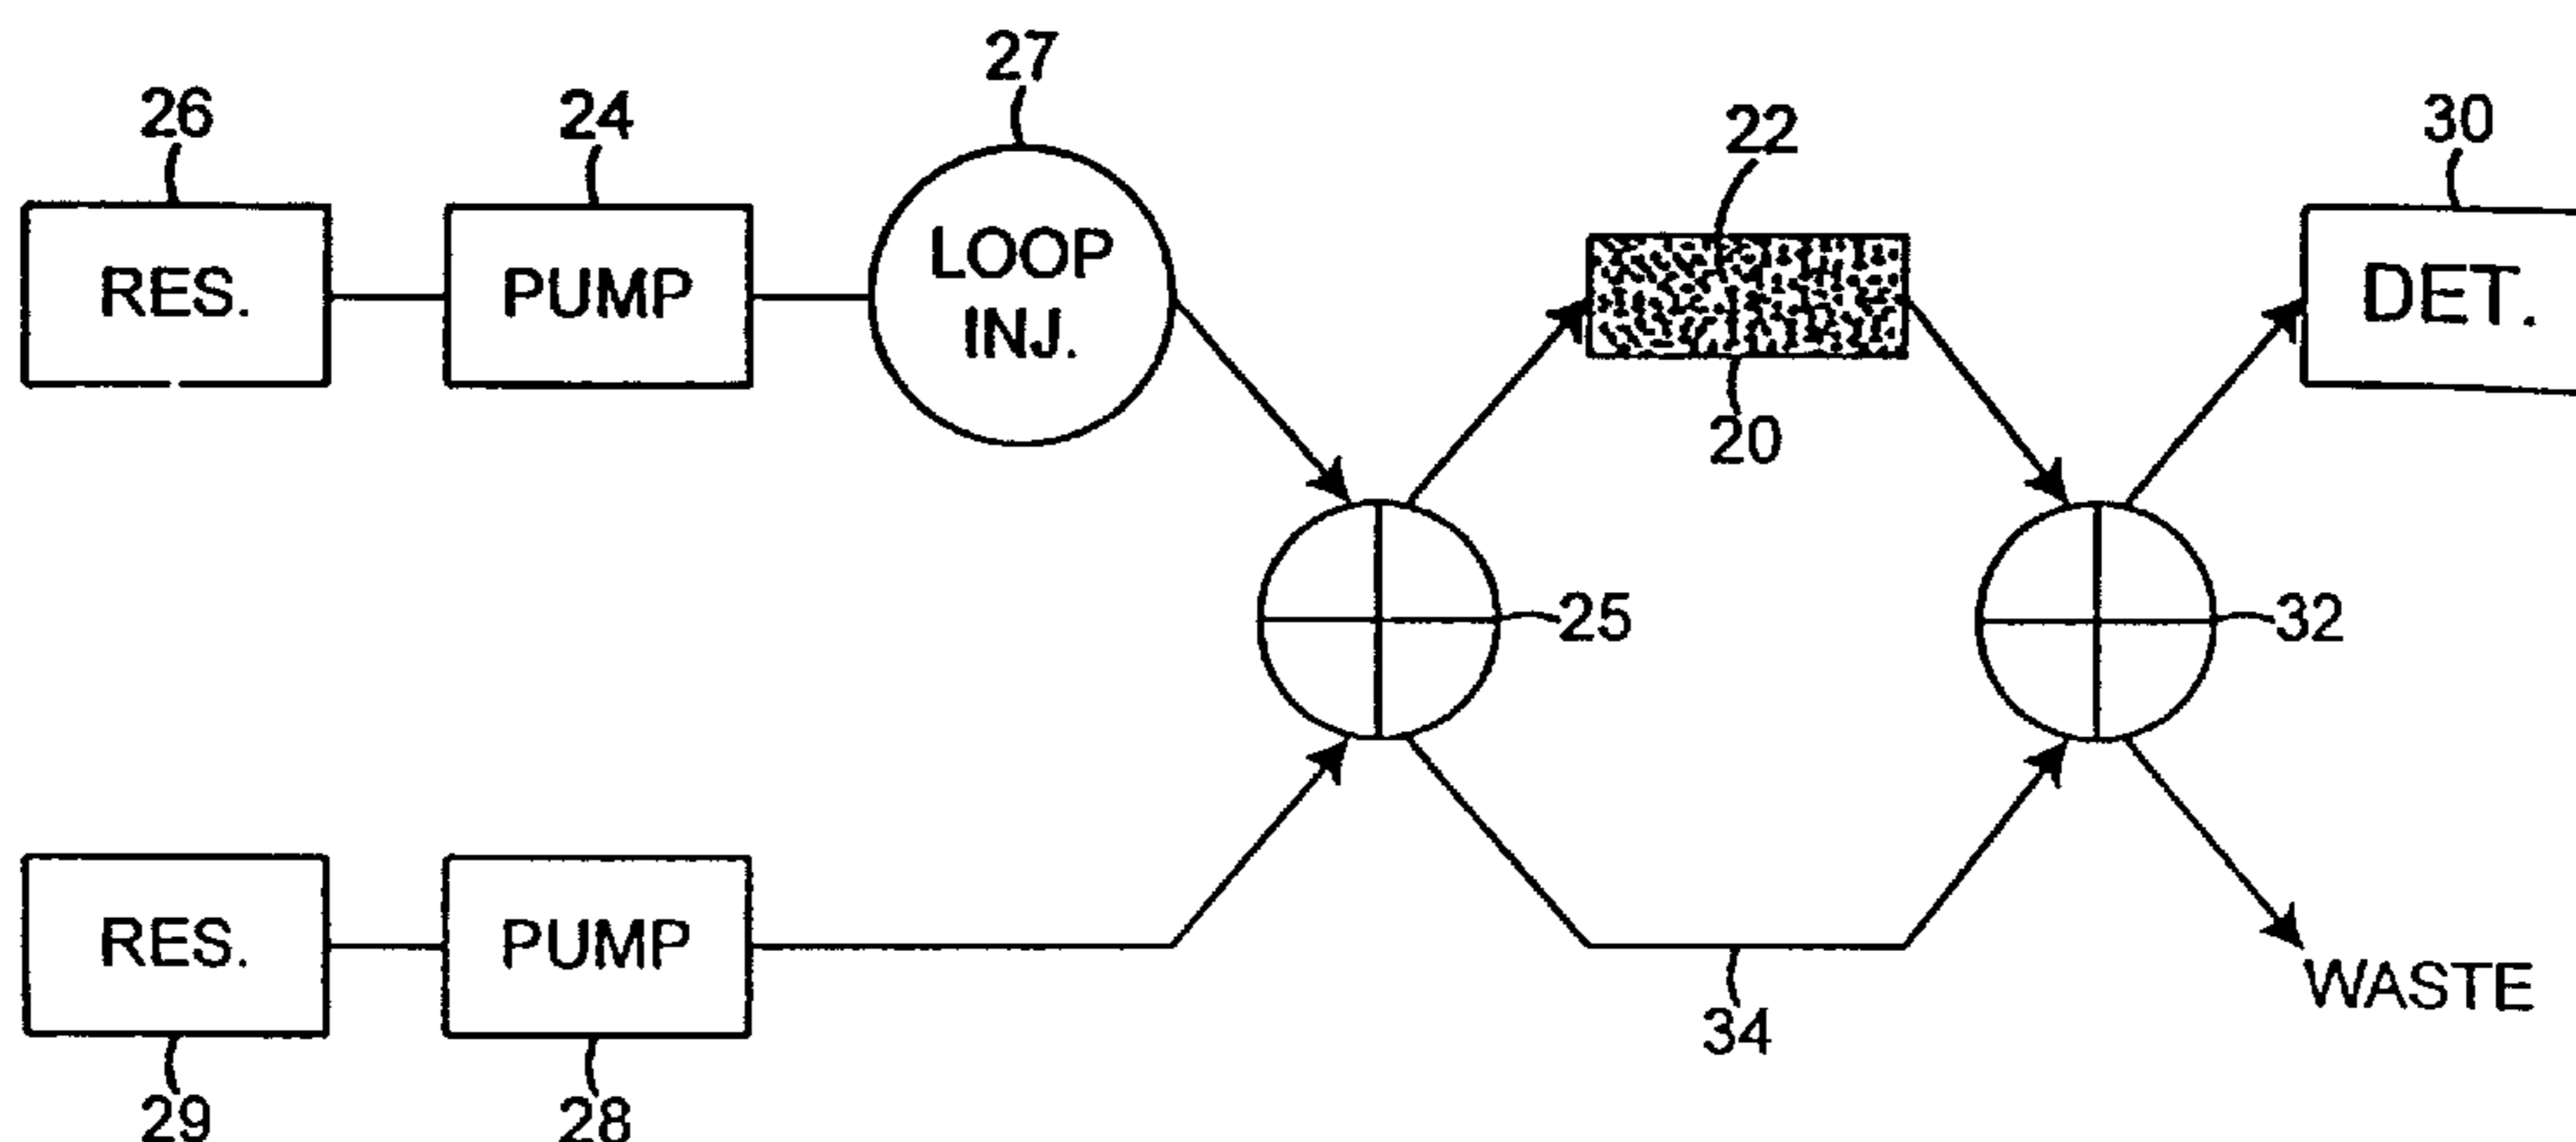 27
26
24
22
30
RES.
PUMP
LOOP
INJ.
DET.
20
25
32
RES.
PUMP
WASTE
34
29
28